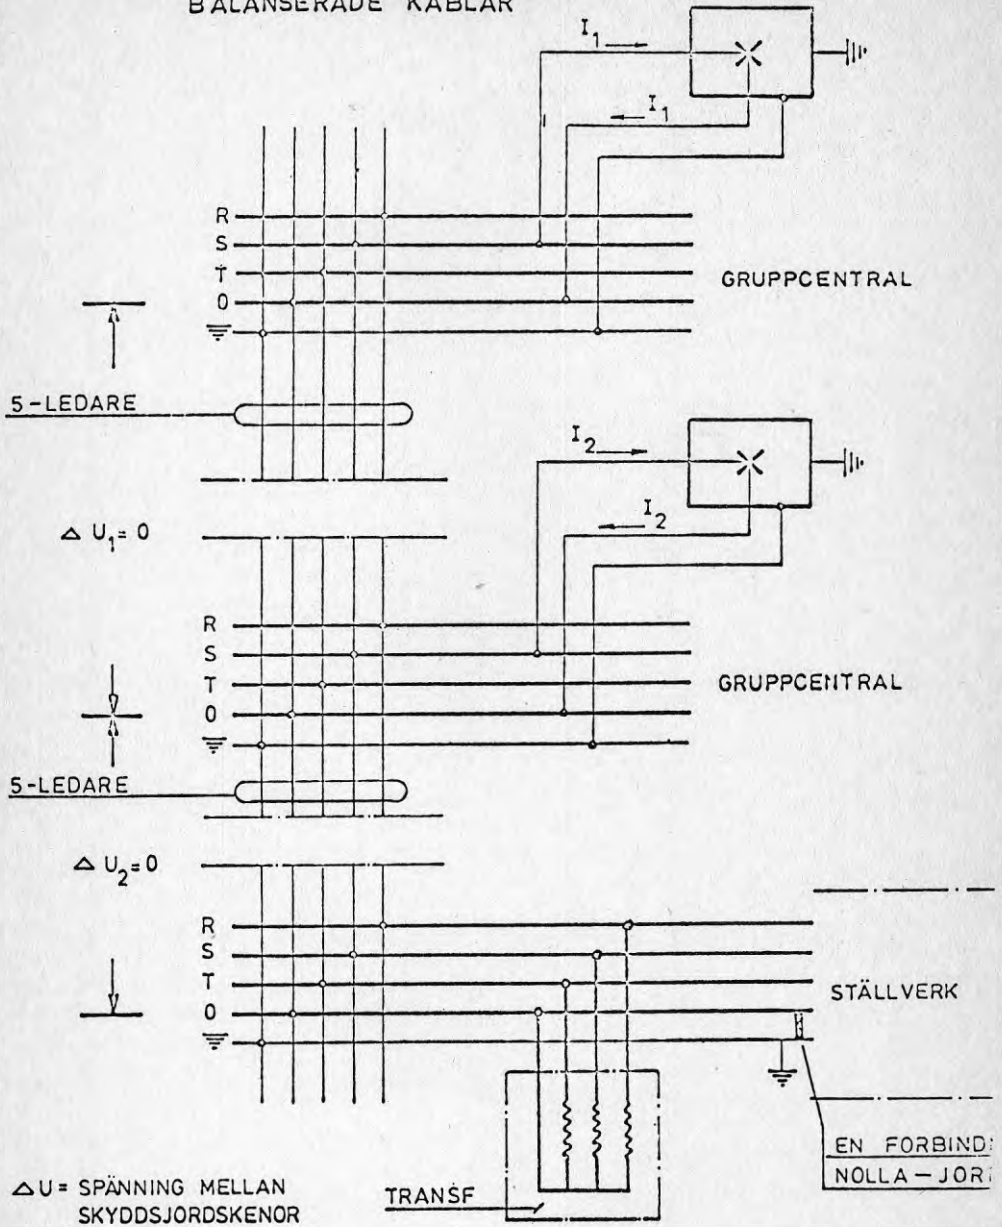 BALANSERADE KABLAR
I1
I1
R
S
T
0
GRUPPCENTRAL
5-LEDARE
I2
I2
△ U1=0
R
S
T
0
GRUPPCENTRAL
5-LEDARE
△ U2=0
R
S
T
0
STÄLLVERK
EN FORBIND
NOLLA-JOR
△U= SPÄNNING MELLAN
SKYDDSJORDSKENOR
TRANSF